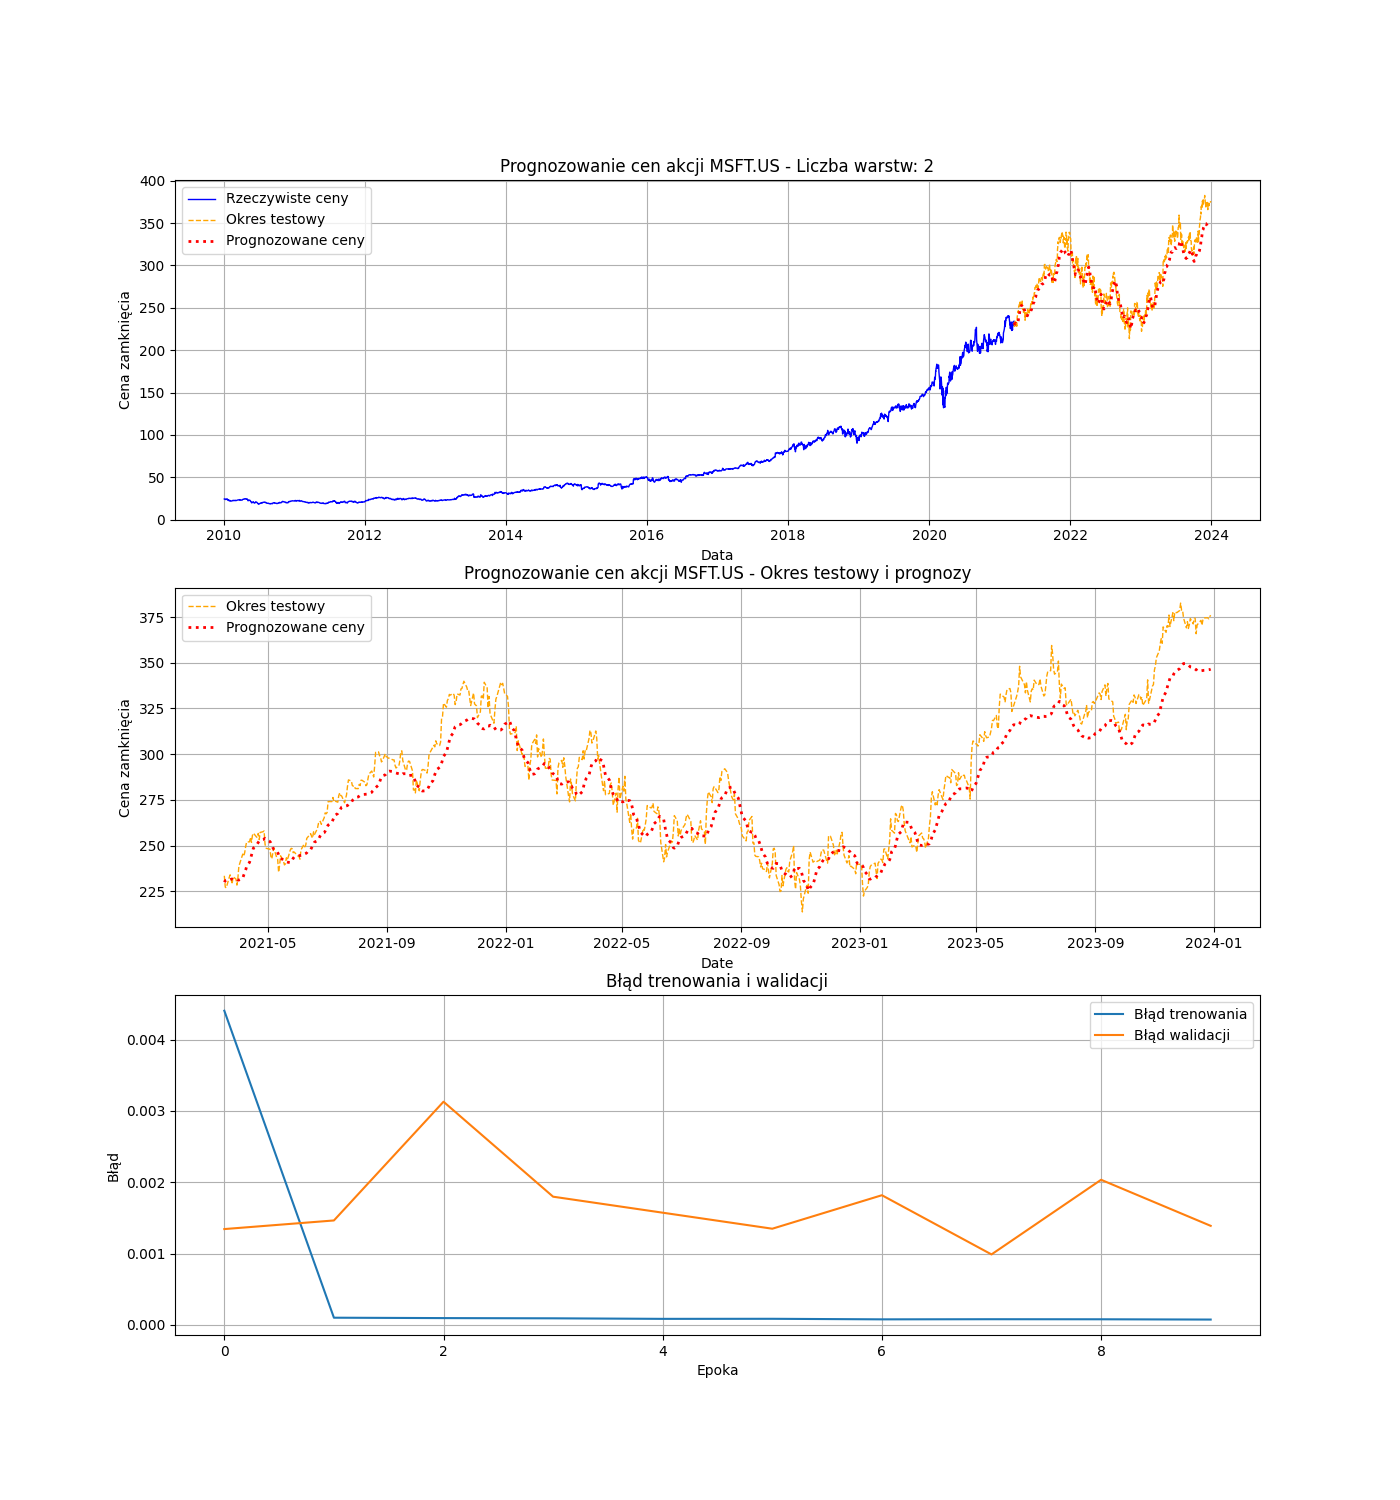 Prognozowanie cen akcji MSFT.US - Liczba warstw: 2
400
350
300
250
200
150
100
50
0
Cena zamknięcia
Rzeczywiste ceny
Okres testowy
Prognozowane ceny
2010 2012 2014 2016 2018 2020 2022 2024
Data
Prognozowanie cen akcji MSFT.US - Okres testowy i prognozy
375
350
325
300
275
250
225
Cena zamknięcia
Okres testowy
Prognozowane ceny
2021-05 2021-09 2022-01 2022-05 2022-09 2023-01 2023-05 2023-09 2024-01
Date
Błąd trenowania i walidacji
0.004
0.003
0.002
0.001
0.000
Błąd
Błąd trenowania
Błąd walidacji
0 2 4 6 8
Epoka